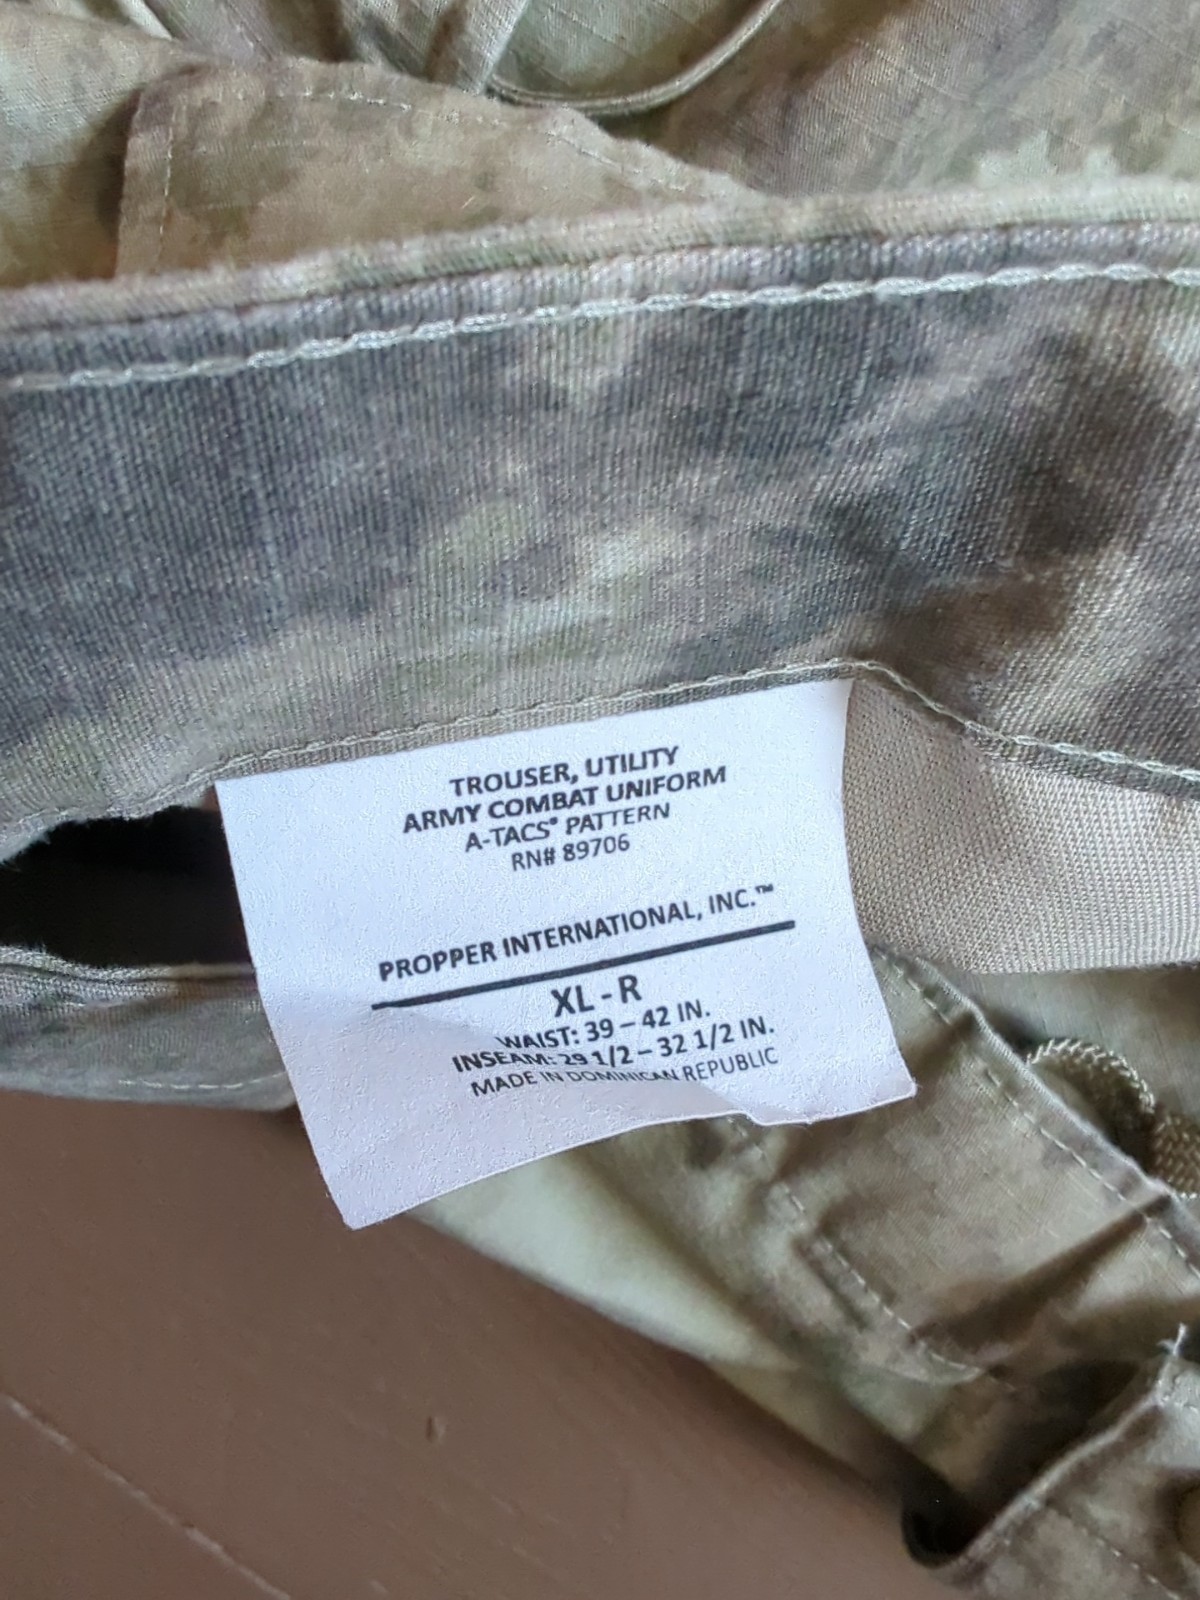 TROUSER, UTILITY
ARMY COMBAT UNIFORM
A-TACS® PATTERN
RN# 89706
PROPPER INTERNATIONAL, INC.™
XL - R
WAIST: 39 – 42 IN.
INSEAM: 29 1/2 – 32 1/2 IN.
MADE IN DOMINICAN REPUBLIC